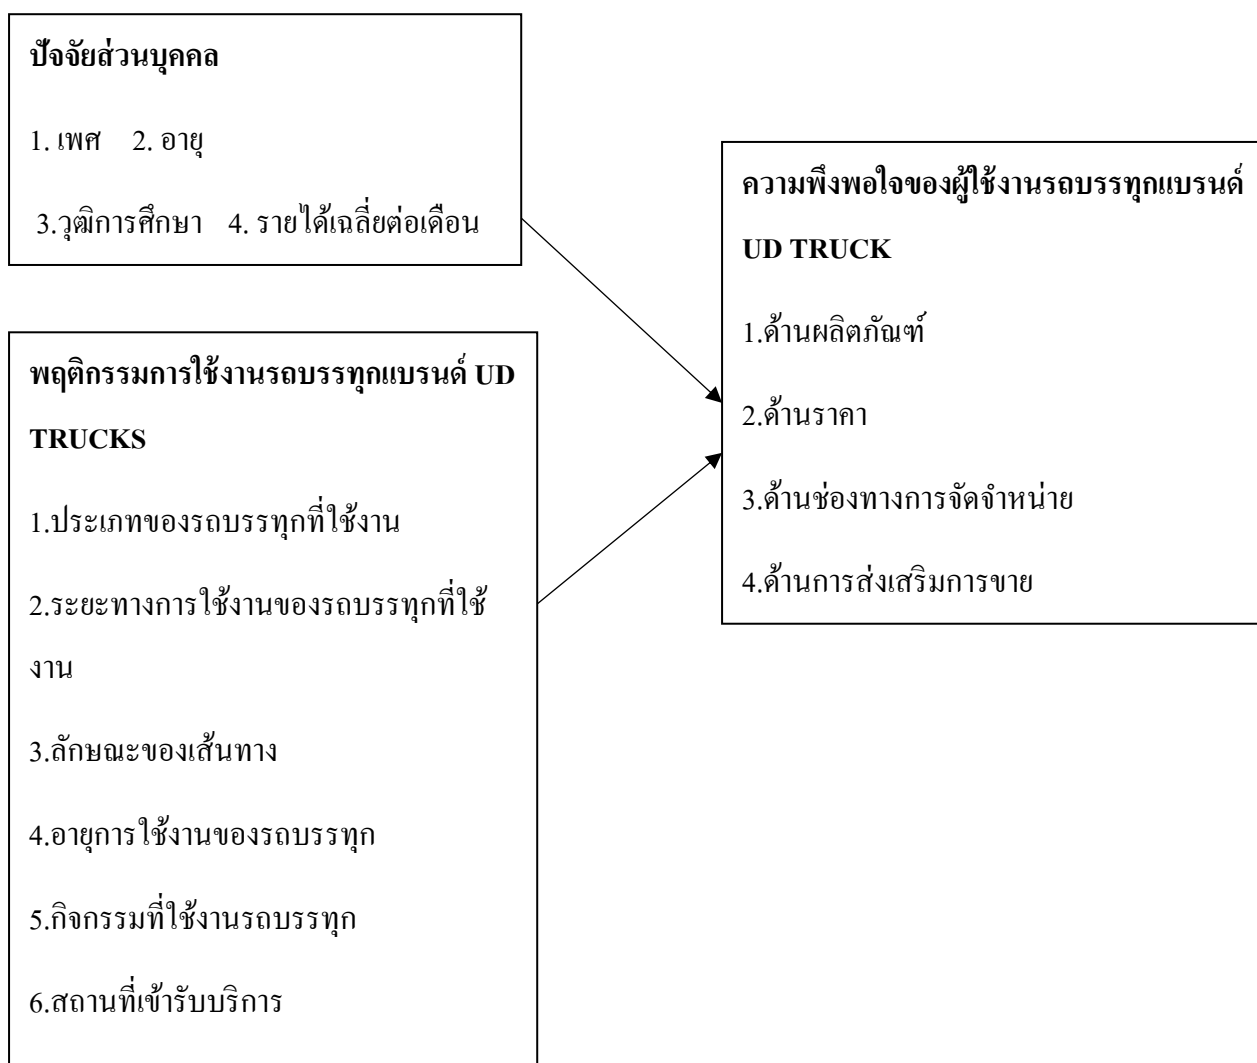 ปัจจัยส่วนบุคคล
1. เพศ 2. อายุ
3.วุฒิการศึกษา 4. รายได้เฉลี่ยต่อเดือน
พฤติกรรมการใช้งานรถบรรทุกแบรนด์ UD
TRUCKS
1.ประเภทของรถบรรทุกที่ใช้งาน
2.ระยะทางการใช้งานของรถบรรทุกที่ใช้
งาน
3.ลักษณะของเส้นทาง
4.อายุการใช้งานของรถบรรทุก
5.กิจกรรมที่ใช้งานรถบรรทุก
6.สถานที่เข้ารับบริการ
ความพึงพอใจของผู้ใช้งานรถบรรทุกแบรนด์
UD TRUCK
1.ด้านผลิตภัณฑ์
2.ด้านราคา
3.ด้านช่องทางการจัดจำหน่าย
4.ด้านการส่งเสริมการขาย